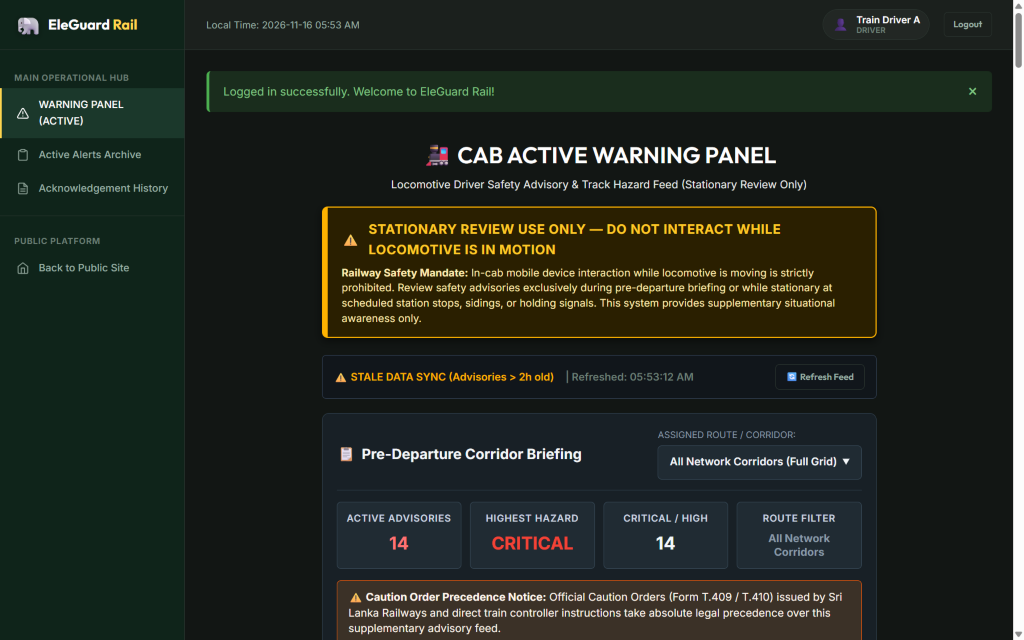 EleGuard Rail
Local Time: 2026-11-16 05:53 AM
Train Driver A
DRIVER
Logout
MAIN OPERATIONAL HUB
WARNING PANEL
(ACTIVE)
Active Alerts Archive
Acknowledgement History
PUBLIC PLATFORM
Back to Public Site
Logged in successfully. Welcome to EleGuard Rail!
×
CAB ACTIVE WARNING PANEL
Locomotive Driver Safety Advisory & Track Hazard Feed (Stationary Review Only)
STATIONARY REVIEW USE ONLY — DO NOT INTERACT WHILE
LOCOMOTIVE IS IN MOTION
Railway Safety Mandate: In-cab mobile device interaction while locomotive is moving is strictly
prohibited. Review safety advisories exclusively during pre-departure briefing or while stationary at
scheduled station stops, sidings, or holding signals. This system provides supplementary situational
awareness only.
STALE DATA SYNC (Advisories > 2h old) | Refreshed: 05:53:12 AM
Refresh Feed
Pre-Departure Corridor Briefing
ASSIGNED ROUTE / CORRIDOR:
All Network Corridors (Full Grid) ▼
ACTIVE ADVISORIES
14
HIGHEST HAZARD
CRITICAL
CRITICAL / HIGH
14
ROUTE FILTER
All Network
Corridors
Caution Order Precedence Notice: Official Caution Orders (Form T.409 / T.410) issued by Sri
Lanka Railways and direct train controller instructions take absolute legal precedence over this
supplementary advisory feed.